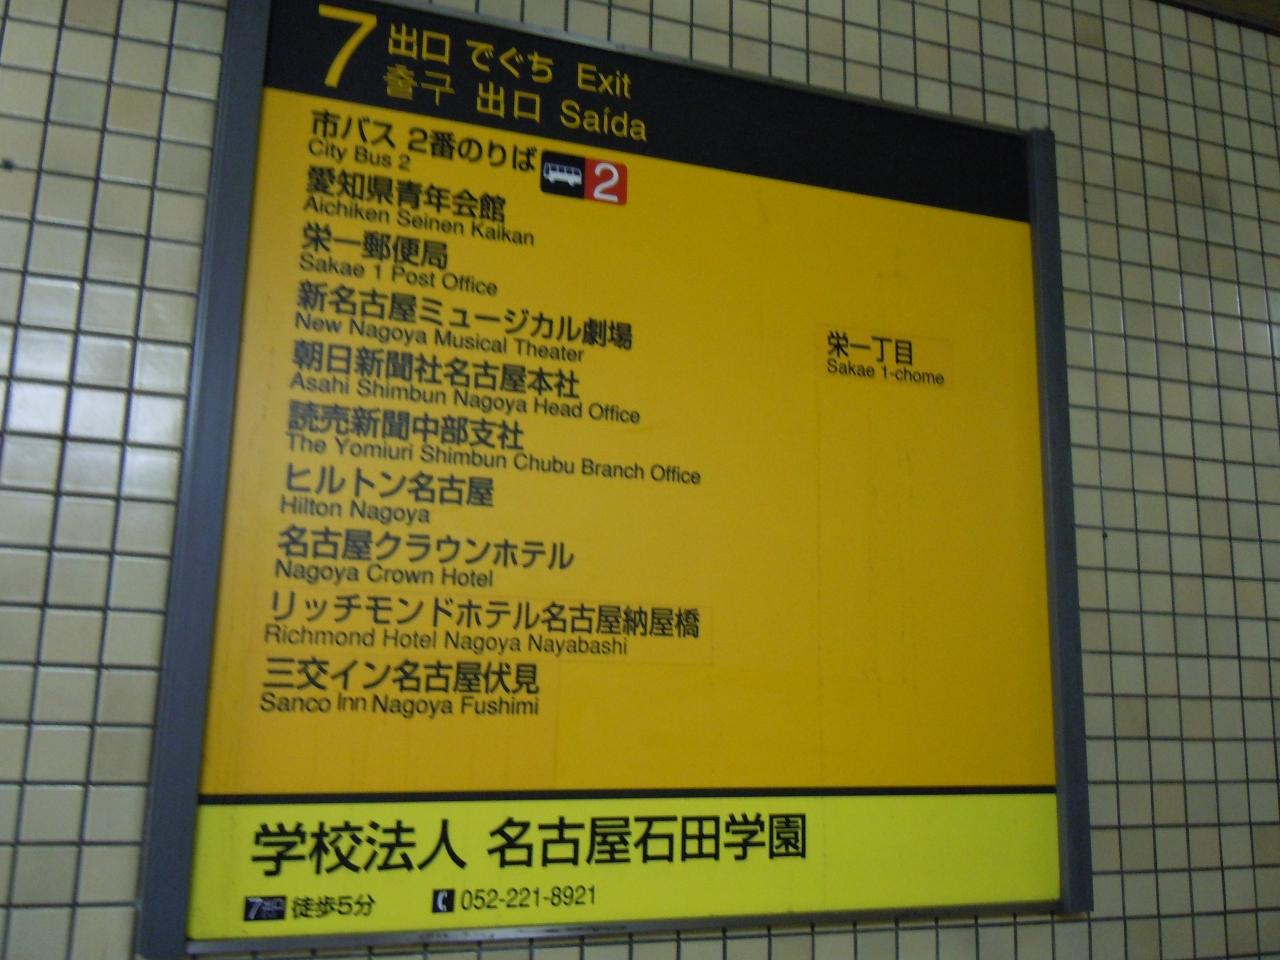 7 出口 でぐち Exit
출구 出口 Saída
市バス 2番のりば 2
City Bus 2
愛知県青年会館
Aichiken Seinen Kaikan
栄一郵便局
Sakae 1 Post Office
新名古屋ミュージカル劇場
New Nagoya Musical Theater
朝日新聞社名古屋本社
Asahi Shimbun Nagoya Head Office
読売新聞中部支社
The Yomiuri Shimbun Chubu Branch Office
ヒルトン名古屋
Hilton Nagoya
名古屋クラウンホテル
Nagoya Crown Hotel
リッチモンドホテル名古屋納屋橋
Richmond Hotel Nagoya Nayabashi
三交イン名古屋伏見
Sanco Inn Nagoya Fushimi
栄一丁目
Sakae 1-chome
学校法人 名古屋石田学園
7出口 徒歩5分 052-221-8921